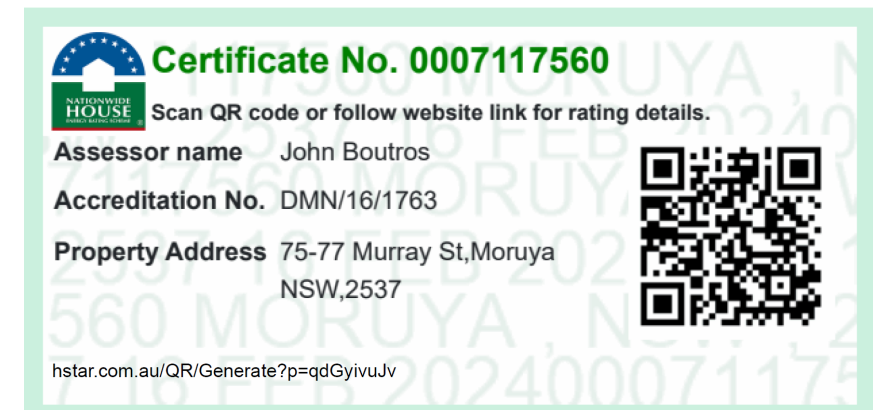 Certificate No. 0007117560
NATIONWIDE
HOUSE
ENERGY RATING SCHEME
Scan QR code or follow website link for rating details.
Assessor name John Boutros
Accreditation No. DMN/16/1763
Property Address 75-77 Murray St,Moruya
NSW,2537
hstar.com.au/QR/Generate?p=qdGyivuJv